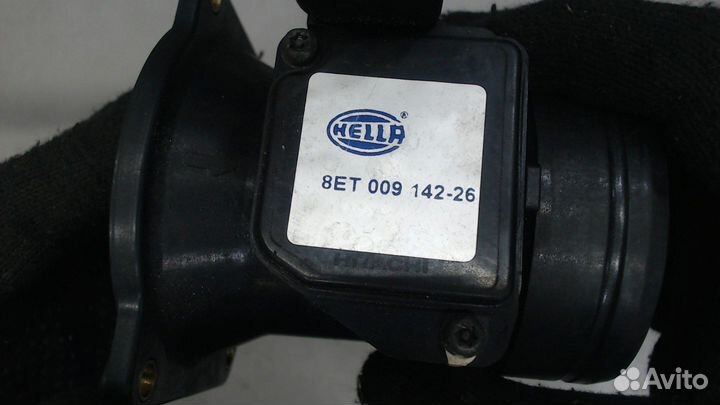 HELLA ®
8ET 009 142-26
HITACHI
Avito